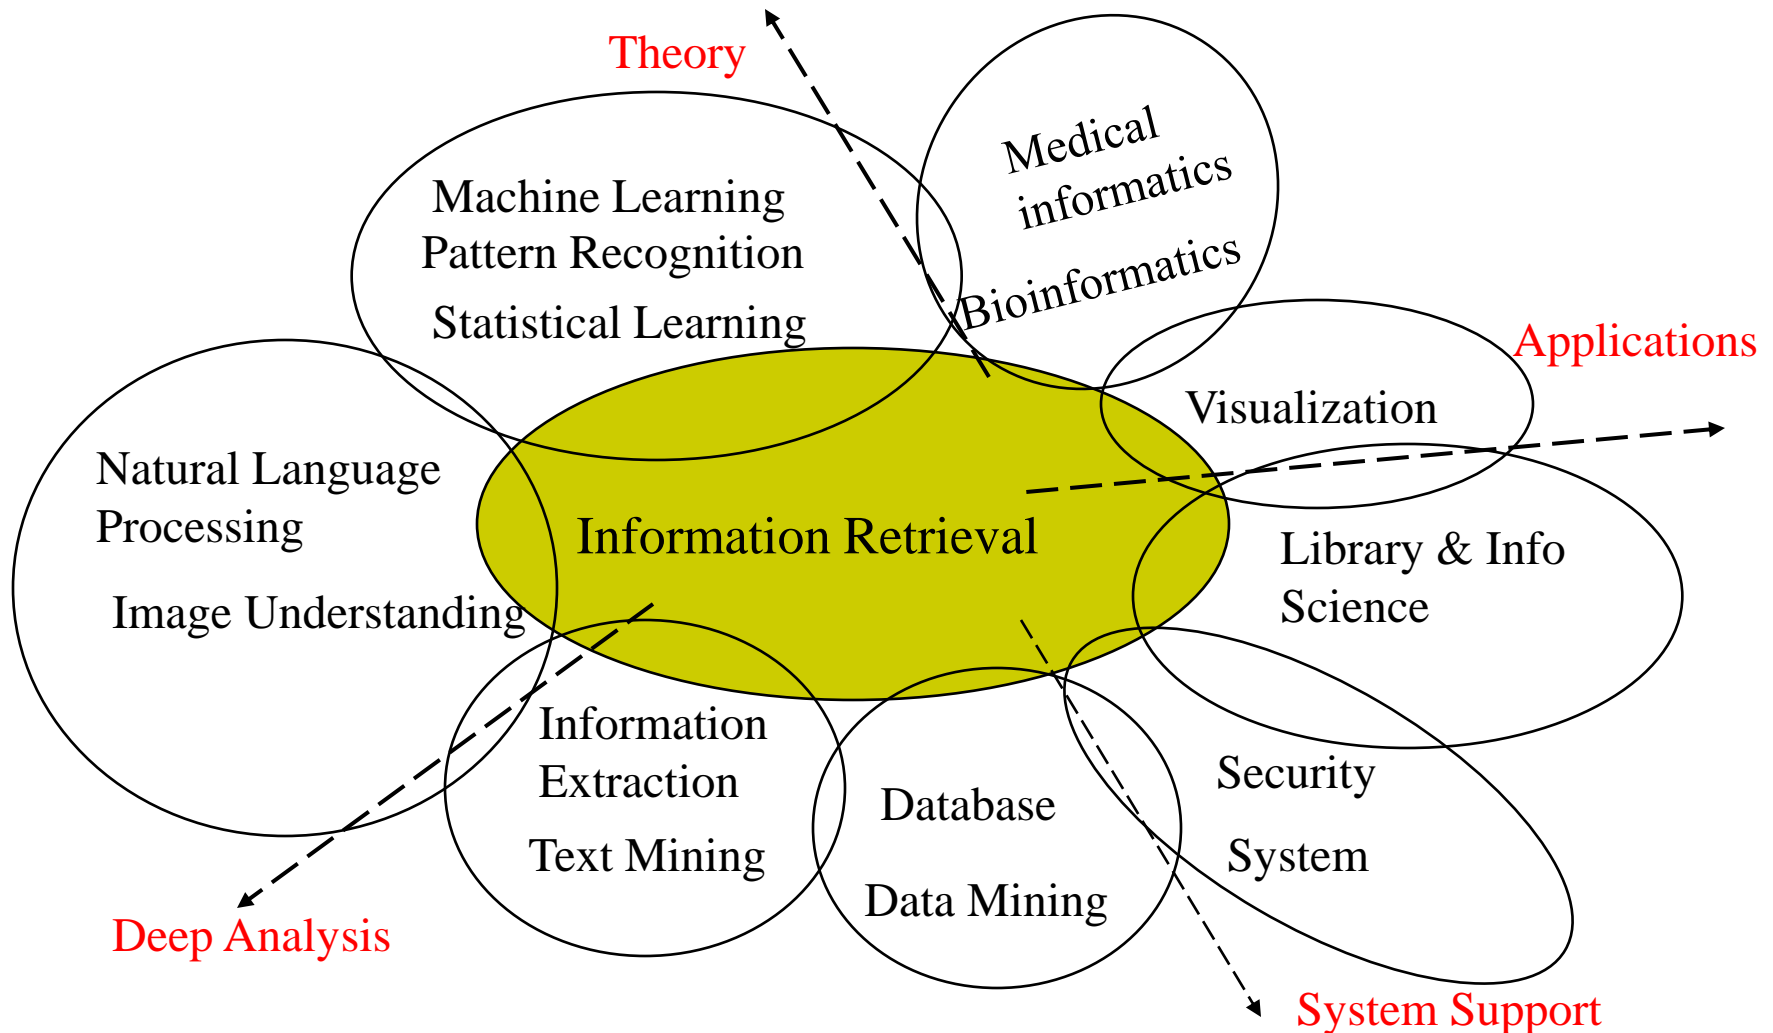 Theory
Medical
informatics
Bioinformatics
Machine Learning
Pattern Recognition
Statistical Learning
Applications
Visualization
Natural Language
Processing
Image Understanding
Information Retrieval
Library & Info
Science
Information
Extraction
Text Mining
Database
Data Mining
Security
System
Deep Analysis
System Support